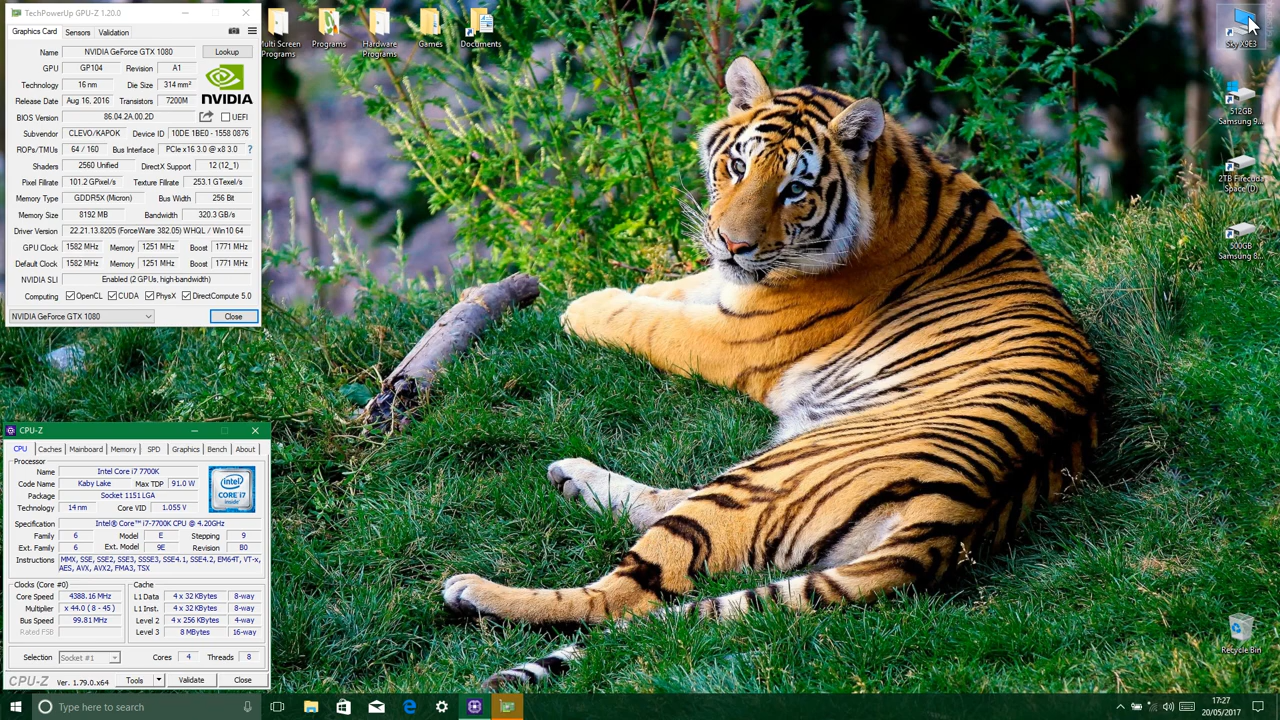 TechPowerUp GPU-Z 1.20.0
Graphics Card Sensors Validation
Name NVIDIA GeForce GTX 1080 Lookup
GPU GP104 Revision A1
Technology 16 nm Die Size 314 mm²
Release Date Aug 16, 2016 Transistors 7200M
NVIDIA
BIOS Version 86.04.2A.00.2D UEFI
Subvendor CLEVO/KAPOK Device ID 10DE 1BE0 - 1558 0876
ROPs/TMUs 64 / 160 Bus Interface PCIe x16 3.0 @ x8 3.0 ?
Shaders 2560 Unified DirectX Support 12 (12_1)
Pixel Fillrate 101.2 GPixel/s Texture Fillrate 253.1 GTexel/s
Memory Type GDDR5X (Micron) Bus Width 256 Bit
Memory Size 8192 MB Bandwidth 320.3 GB/s
Driver Version 22.21.13.8205 (ForceWare 382.05) WHQL / Win10 64
GPU Clock 1582 MHz Memory 1251 MHz Boost 1771 MHz
Default Clock 1582 MHz Memory 1251 MHz Boost 1771 MHz
NVIDIA SLI Enabled (2 GPUs, high-bandwidth)
Computing OpenCL CUDA PhysX DirectCompute 5.0
NVIDIA GeForce GTX 1080 Close
Multi Screen
Programs
Programs
Hardware
Programs
Games
Documents
Sky X9E3
512GB
Samsung 9...
2TB Firecuda
Space (D)
500GB
Samsung 8...
Recycle Bin
CPU-Z
CPU Caches Mainboard Memory SPD Graphics Bench About
Processor
Name Intel Core i7 7700K
Code Name Kaby Lake Max TDP 91.0 W
Package Socket 1151 LGA
Technology 14 nm Core VID 1.055 V
intel
CORE i7
inside
Specification Intel® Core™ i7-7700K CPU @ 4.20GHz
Family 6 Model E Stepping 9
Ext. Family 6 Ext. Model 9E Revision B0
Instructions MMX, SSE, SSE2, SSE3, SSSE3, SSE4.1, SSE4.2, EM64T, VT-x,
AES, AVX, AVX2, FMA3, TSX
Clocks (Core #0) Cache
Core Speed 4388.16 MHz L1 Data 4 x 32 KBytes 8-way
Multiplier x 44.0 ( 8 - 45 ) L1 Inst. 4 x 32 KBytes 8-way
Bus Speed 99.81 MHz Level 2 4 x 256 KBytes 4-way
Rated FSB Level 3 8 MBytes 16-way
Selection Socket #1 Cores 4 Threads 8
CPU-Z Ver. 1.79.0.x64 Tools Validate Close
Type here to search
17:27
20/05/2017